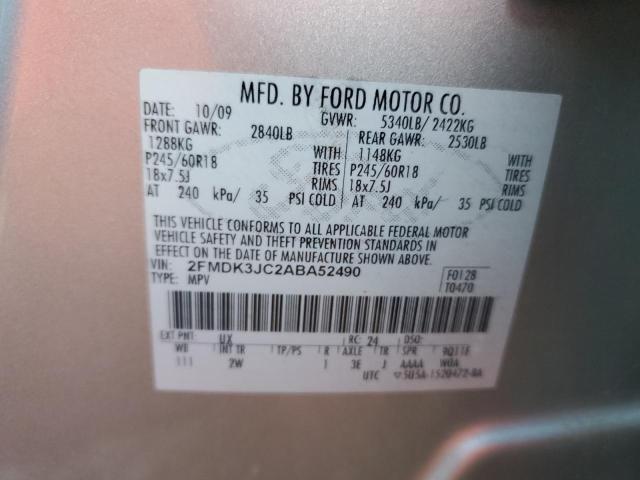 MFD. BY FORD MOTOR CO.
DATE: 10/09 GVWR: 5340LB/ 2422KG
FRONT GAWR: 2840LB REAR GAWR: 2530LB
1288KG WITH 1148KG WITH
P245/60R18 TIRES P245/60R18 TIRES
18x7.5J RIMS 18x7.5J RIMS
AT 240 kPa/ 35 PSI COLD AT 240 kPa/ 35 PSI COLD
THIS VEHICLE CONFORMS TO ALL APPLICABLE FEDERAL MOTOR
VEHICLE SAFETY AND THEFT PREVENTION STANDARDS IN
EFFECT ON THE DATE OF MANUFACTURE SHOWN ABOVE.
VIN: 2FMDK3JC2ABA52490 F0128
TYPE: MPV T0470
EXT PNT: UX RC: 24 DSO:
WB INT TR TP/PS R AXLE TR SPR
111 2W 3E J AAAA
UTC